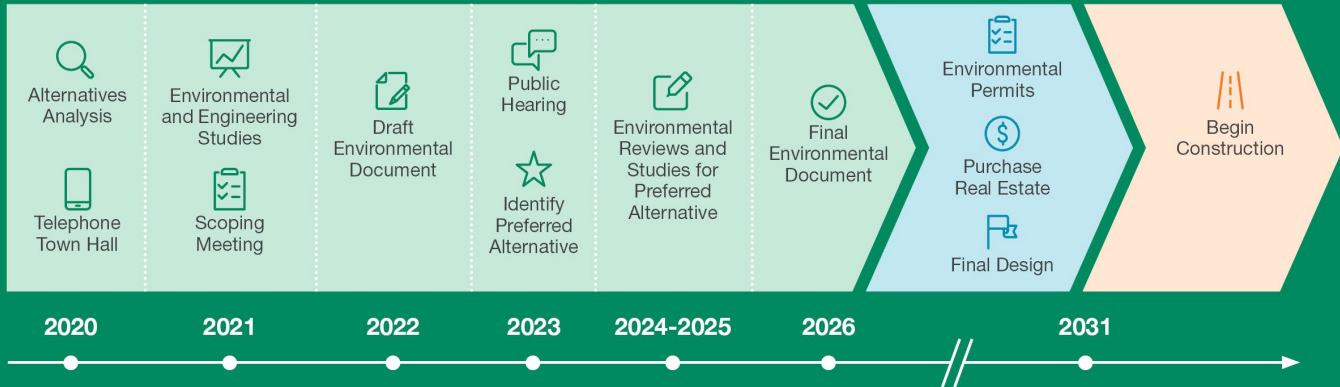 Alternatives
Analysis
Telephone
Town Hall
Environmental
and Engineering
Studies
Scoping
Meeting
Draft
Environmental
Document
Public
Hearing
Identify
Preferred
Alternative
Environmental
Reviews and
Studies for
Preferred
Alternative
Final
Environmental
Document
Environmental
Permits
Purchase
Real Estate
Final Design
Begin
Construction
2020
2021
2022
2023
2024-2025
2026
2031